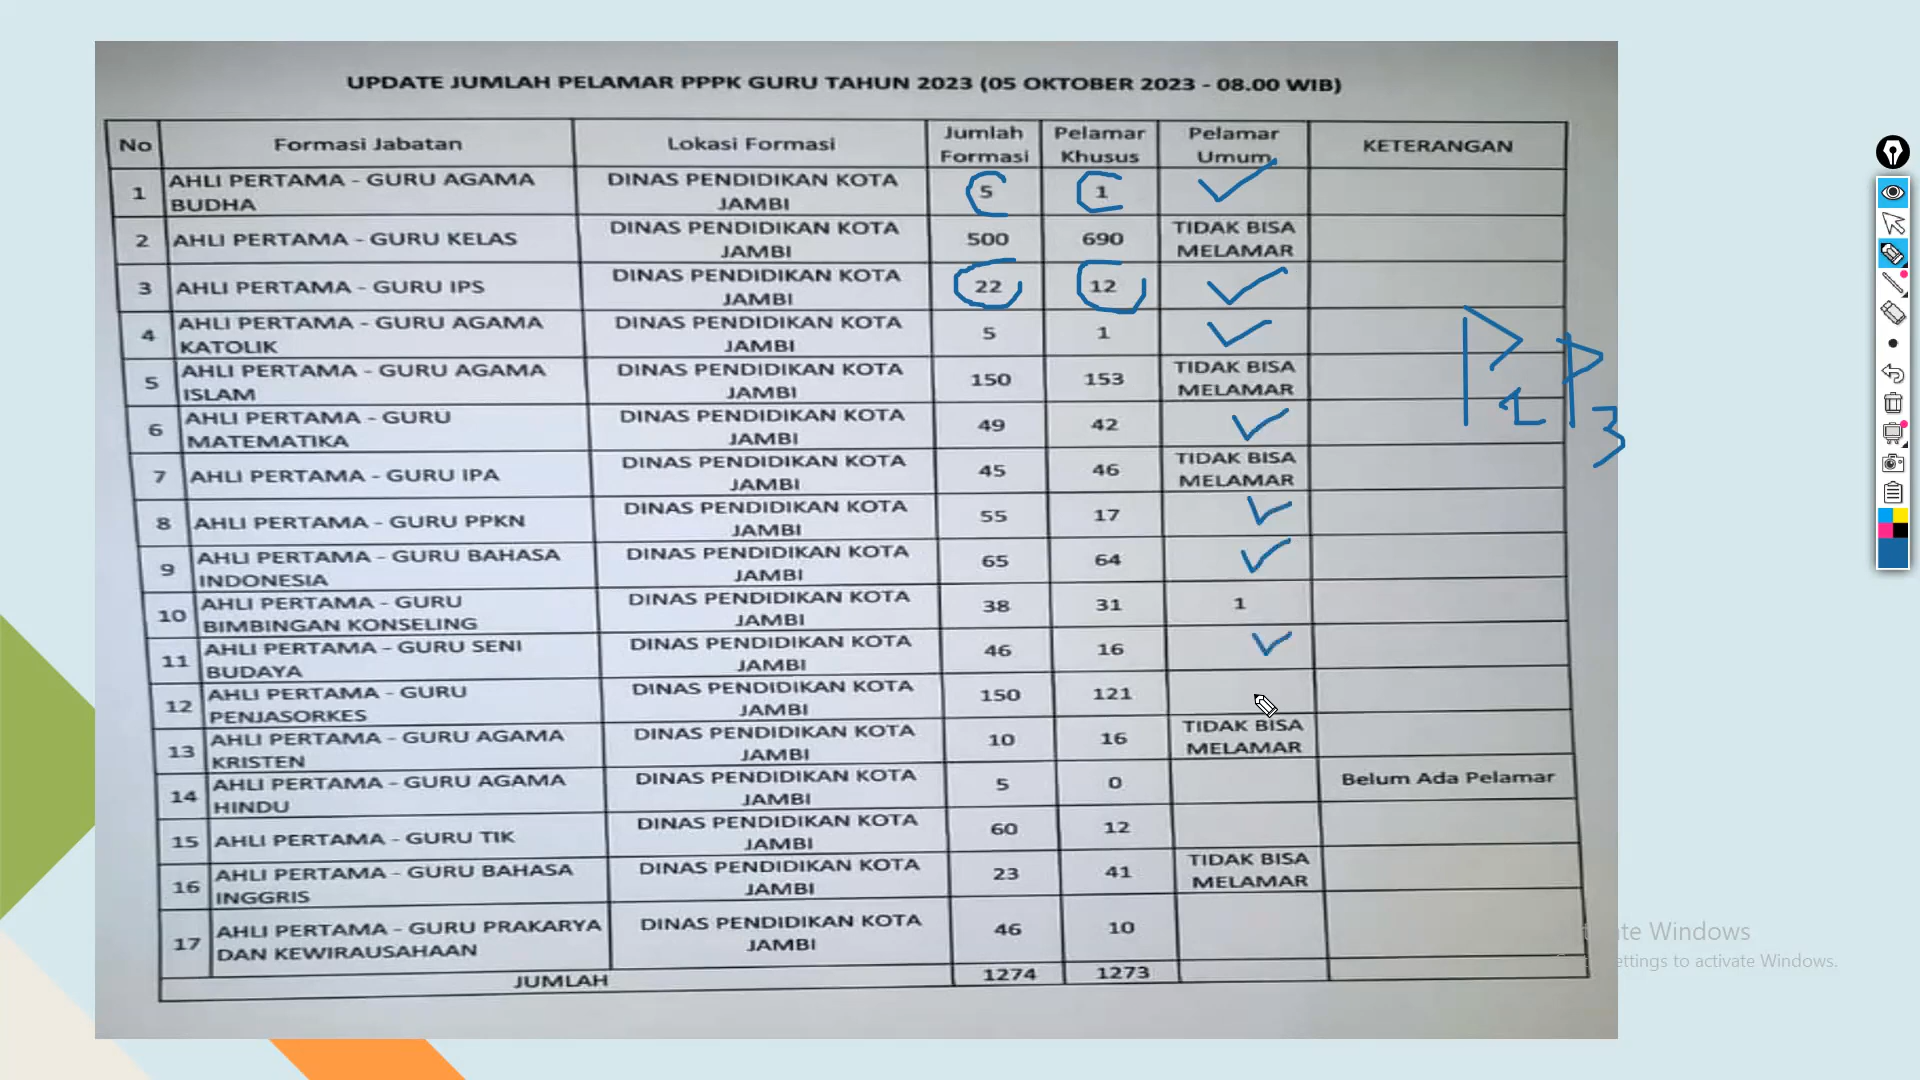 UPDATE JUMLAH PELAMAR PPPK GURU TAHUN 2023 (05 OKTOBER 2023 - 08.00 WIB)
No Formasi Jabatan Lokasi Formasi Jumlah Formasi Pelamar Khusus Pelamar Umum KETERANGAN
1 AHLI PERTAMA - GURU AGAMA BUDHA DINAS PENDIDIKAN KOTA JAMBI 5 1
2 AHLI PERTAMA - GURU KELAS DINAS PENDIDIKAN KOTA JAMBI 500 690 TIDAK BISA MELAMAR
3 AHLI PERTAMA - GURU IPS DINAS PENDIDIKAN KOTA JAMBI 22 12
4 AHLI PERTAMA - GURU AGAMA KATOLIK DINAS PENDIDIKAN KOTA JAMBI 5 1
5 AHLI PERTAMA - GURU AGAMA ISLAM DINAS PENDIDIKAN KOTA JAMBI 150 153 TIDAK BISA MELAMAR
6 AHLI PERTAMA - GURU MATEMATIKA DINAS PENDIDIKAN KOTA JAMBI 49 42
7 AHLI PERTAMA - GURU IPA DINAS PENDIDIKAN KOTA JAMBI 45 46 TIDAK BISA MELAMAR
8 AHLI PERTAMA - GURU PPKN DINAS PENDIDIKAN KOTA JAMBI 55 17
9 AHLI PERTAMA - GURU BAHASA INDONESIA DINAS PENDIDIKAN KOTA JAMBI 65 64
10 AHLI PERTAMA - GURU BIMBINGAN KONSELING DINAS PENDIDIKAN KOTA JAMBI 38 31 1
11 AHLI PERTAMA - GURU SENI BUDAYA DINAS PENDIDIKAN KOTA JAMBI 46 16
12 AHLI PERTAMA - GURU PENJASORKES DINAS PENDIDIKAN KOTA JAMBI 150 121
13 AHLI PERTAMA - GURU AGAMA KRISTEN DINAS PENDIDIKAN KOTA JAMBI 10 16 TIDAK BISA MELAMAR
14 AHLI PERTAMA - GURU AGAMA HINDU DINAS PENDIDIKAN KOTA JAMBI 5 0 Belum Ada Pelamar
15 AHLI PERTAMA - GURU TIK DINAS PENDIDIKAN KOTA JAMBI 60 12
16 AHLI PERTAMA - GURU BAHASA INGGRIS DINAS PENDIDIKAN KOTA JAMBI 23 41 TIDAK BISA MELAMAR
17 AHLI PERTAMA - GURU PRAKARYA DAN KEWIRAUSAHAAN DINAS PENDIDIKAN KOTA JAMBI 46 10
JUMLAH 1274 1273
P2 P3
Windows
to activate Windows.